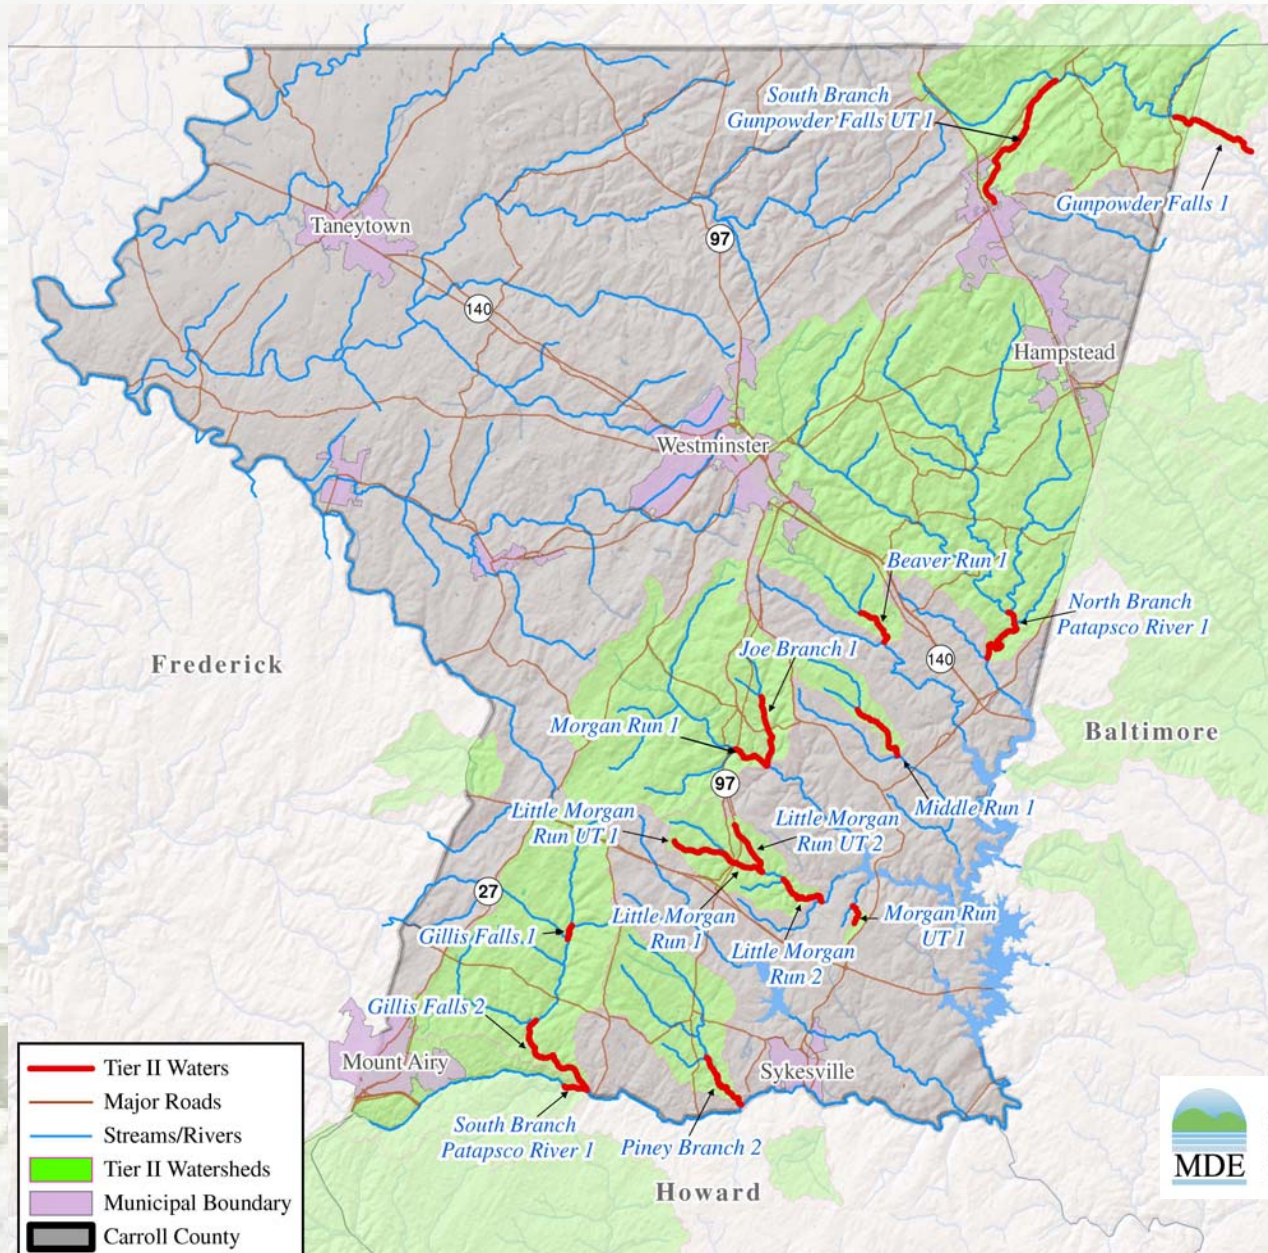 South Branch
Gunpowder Falls UT 1
Gunpowder Falls 1
Taneytown
97
140
Hampstead
Westminster
Beaver Run 1
North Branch
Patapsco River 1
140
Joe Branch 1
Frederick
Morgan Run 1
Baltimore
97
Middle Run 1
Little Morgan
Run UT 1
Little Morgan
Run UT 2
27
Little Morgan
Run 1
Morgan Run
UT 1
Gillis Falls 1
Little Morgan
Run 2
Gillis Falls 2
Mount Airy
Sykesville
South Branch
Patapsco River 1
Piney Branch 2
Howard
Tier II Waters
Major Roads
Streams/Rivers
Tier II Watersheds
Municipal Boundary
Carroll County
MDE